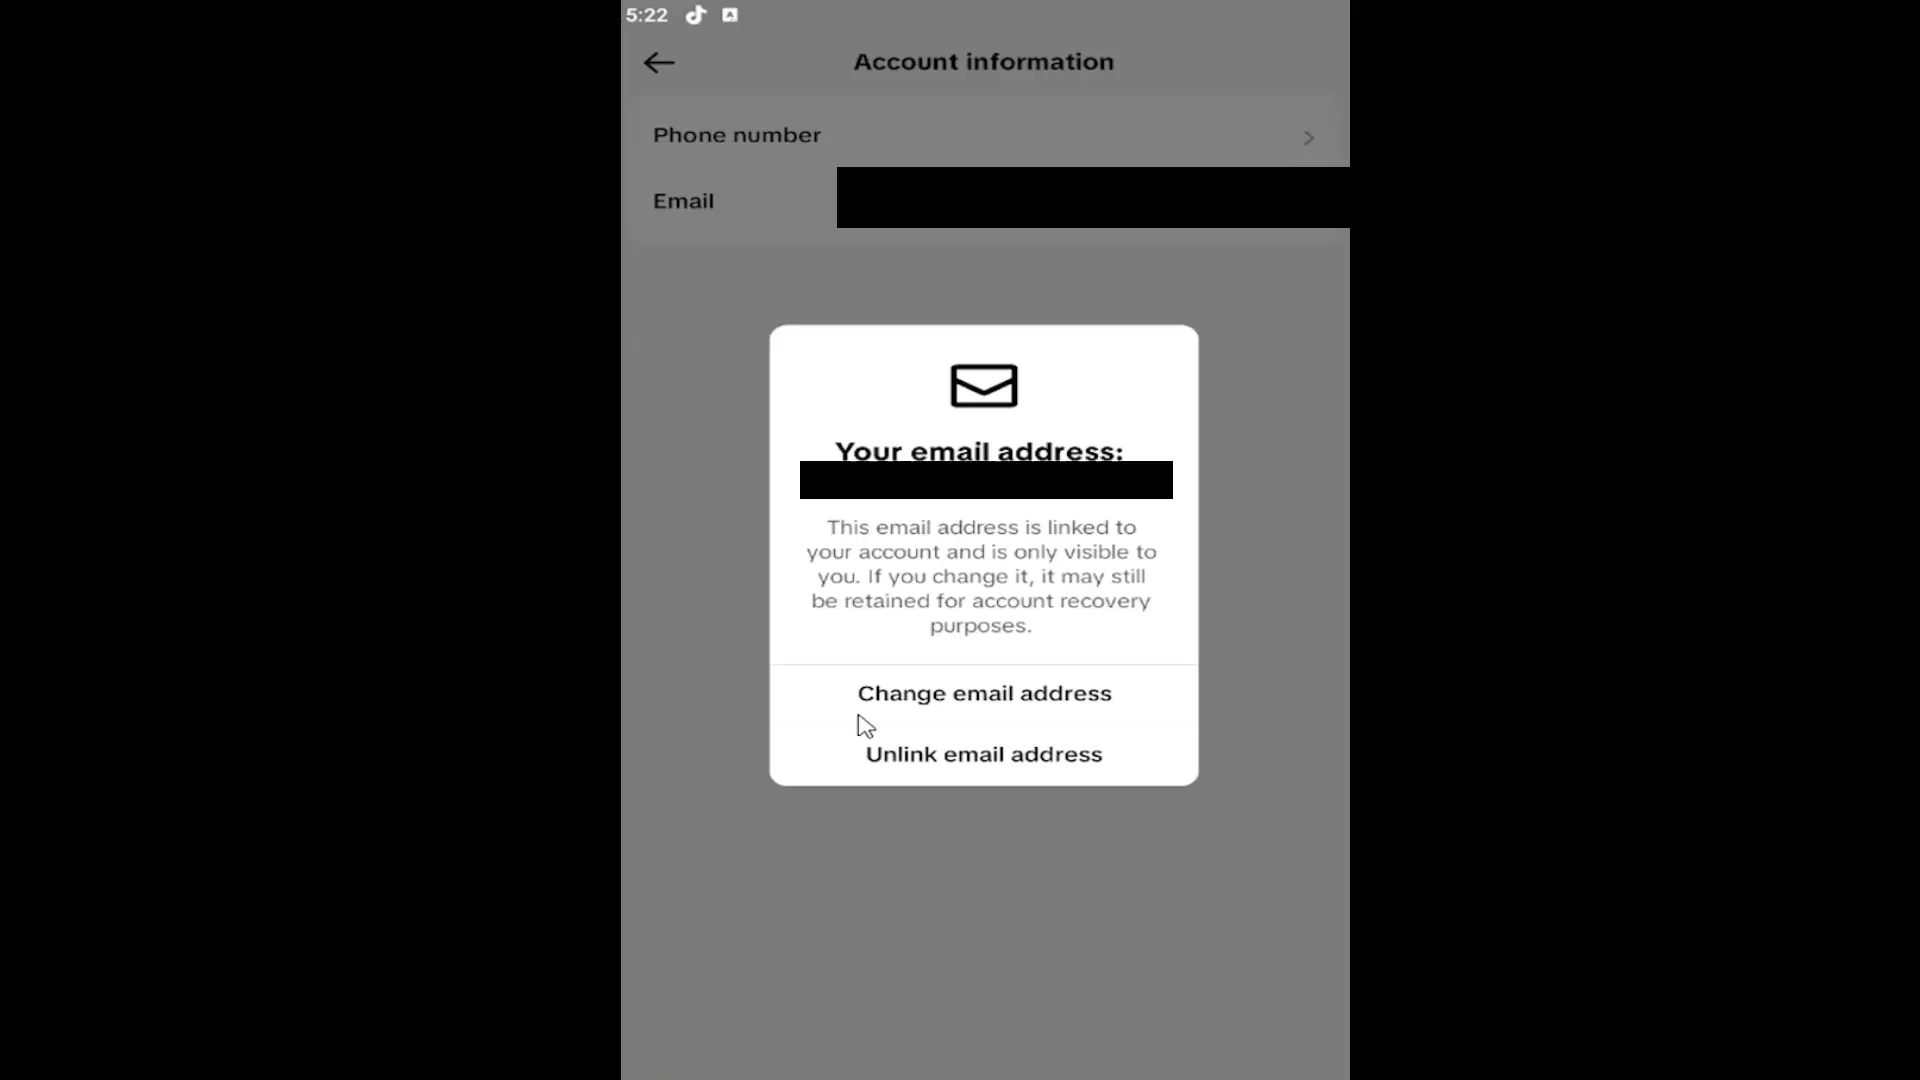 5:22
Account information
Phone number
Email
Your email address:
This email address is linked to
your account and is only visible to
you. If you change it, it may still
be retained for account recovery
purposes.
Change email address
Unlink email address